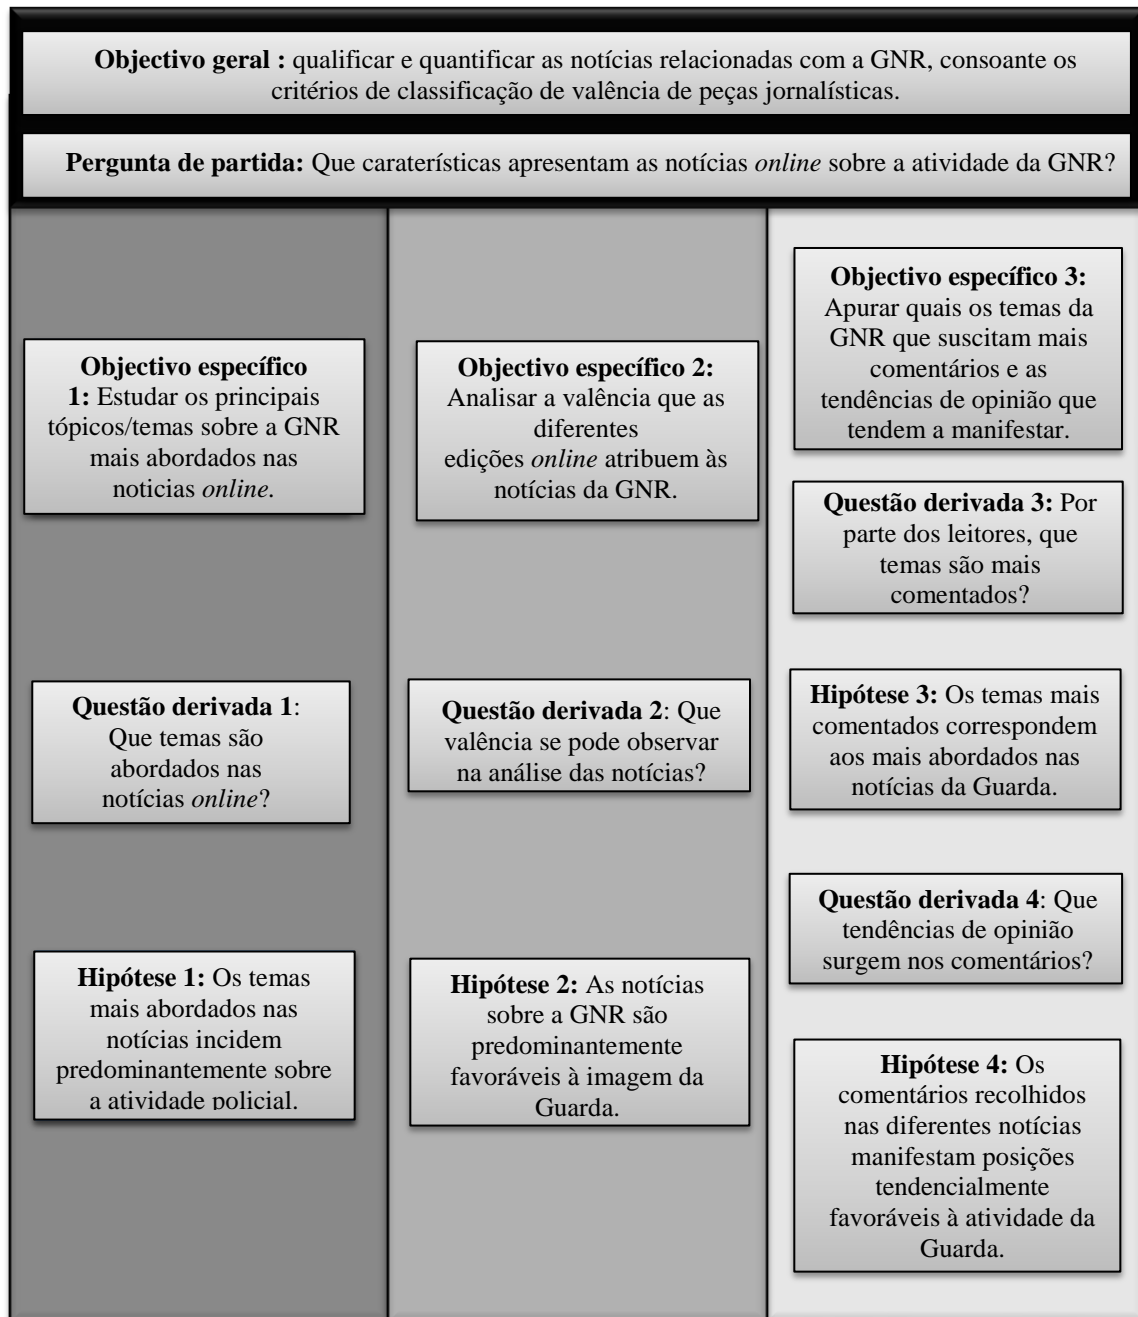 Objectivo geral : qualificar e quantificar as notícias relacionadas com a GNR, consoante os
critérios de classificação de valência de peças jornalísticas.
Pergunta de partida: Que caraterísticas apresentam as notícias online sobre a atividade da GNR?
Objectivo específico
1: Estudar os principais
tópicos/temas sobre a GNR
mais abordados nas
noticias online.
Questão derivada 1:
Que temas são
abordados nas
notícias online?
Hipótese 1: Os temas
mais abordados nas
notícias incidem
predominantemente sobre
a atividade policial.
Objectivo específico 2:
Analisar a valência que as
diferentes
edições online atribuem às
notícias da GNR.
Questão derivada 2: Que
valência se pode observar
na análise das notícias?
Hipótese 2: As notícias
sobre a GNR são
predominantemente
favoráveis à imagem da
Guarda.
Objectivo específico 3:
Apurar quais os temas da
GNR que suscitam mais
comentários e as
tendências de opinião que
tendem a manifestar.
Questão derivada 3: Por
parte dos leitores, que
temas são mais
comentados?
Hipótese 3: Os temas mais
comentados correspondem
aos mais abordados nas
notícias da Guarda.
Questão derivada 4: Que
tendências de opinião
surgem nos comentários?
Hipótese 4: Os
comentários recolhidos
nas diferentes notícias
manifestam posições
tendencialmente
favoráveis à atividade da
Guarda.